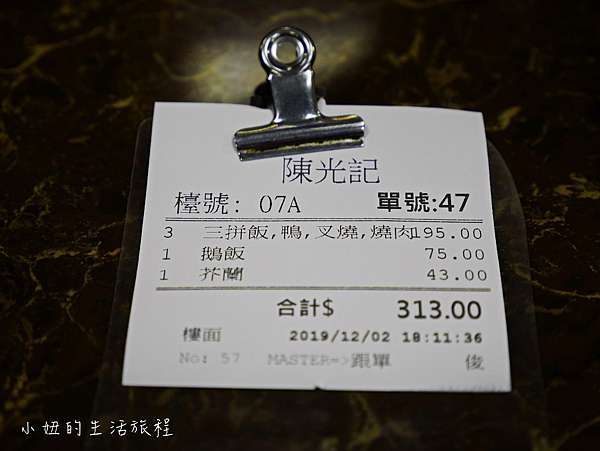 陳光記
檯號: 07A 單號:47
3 三拼飯,鴨,叉燒,燒肉195.00
1 鵝飯 75.00
1 芥蘭 43.00
合計$ 313.00
樓面 2019/12/02 18:11:36
No: 57 MASTER=>跟單 俊
小妞的生活旅程